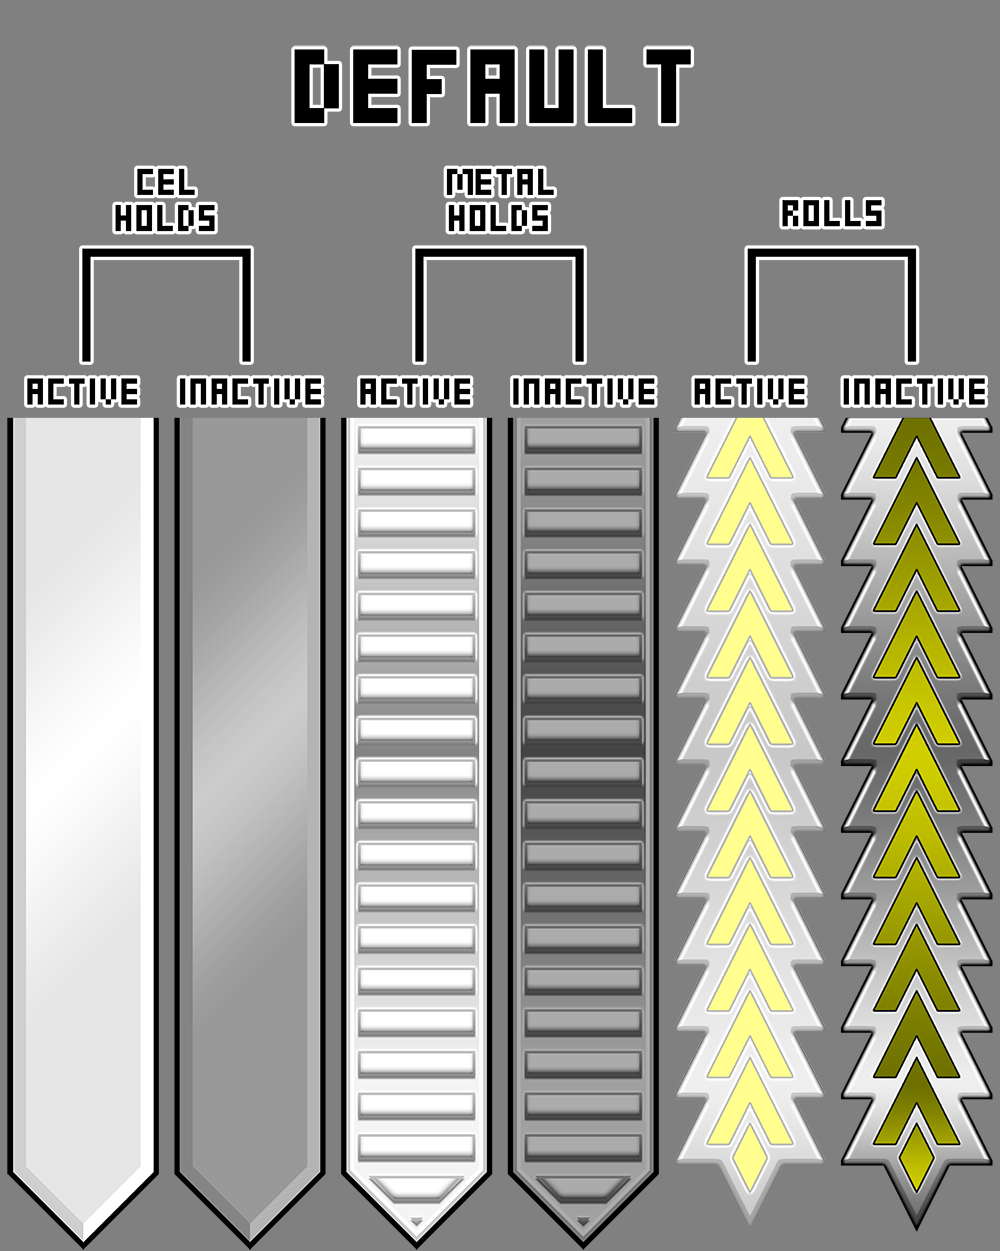 DEFAULT
CEL
HOLDS
METAL
HOLDS
ROLLS
ACTIVE INACTIVE ACTIVE INACTIVE ACTIVE INACTIVE